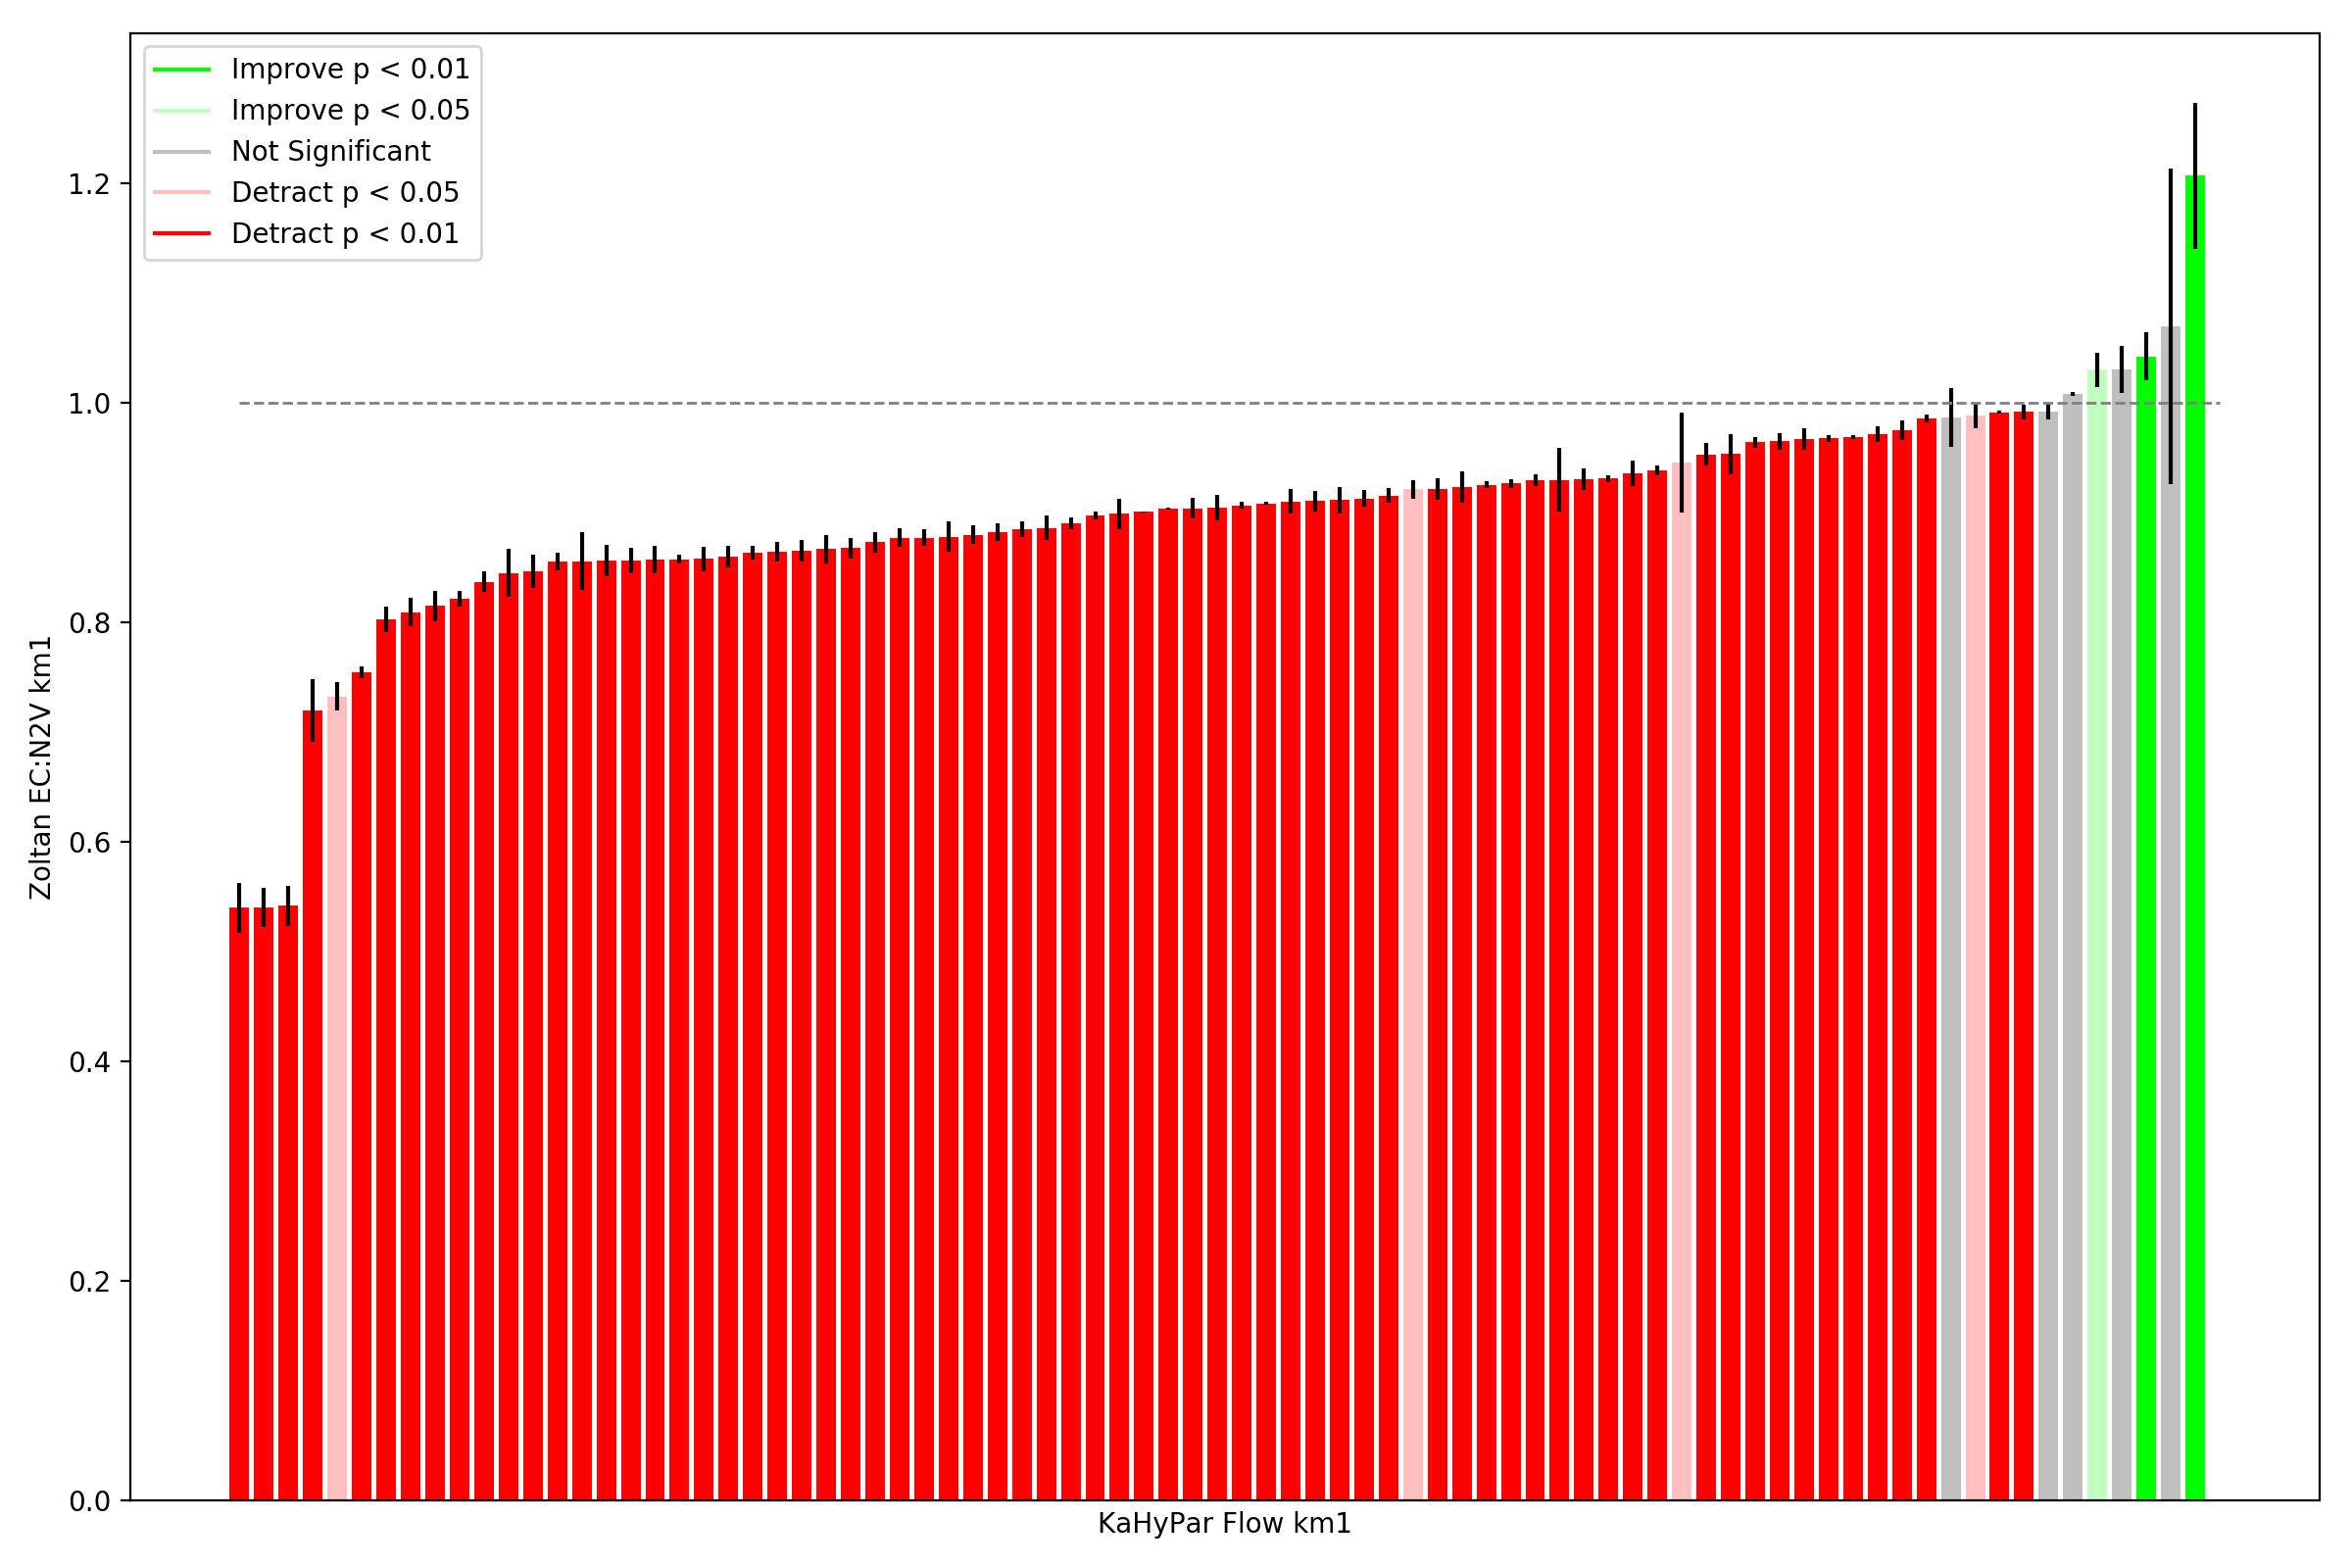 Improve p < 0.01
Improve p < 0.05
Not Significant
Detract p < 0.05
Detract p < 0.01
1.2
1.0
0.8
0.6
0.4
0.2
0.0
Zoltan EC:N2V km1
KaHyPar Flow km1